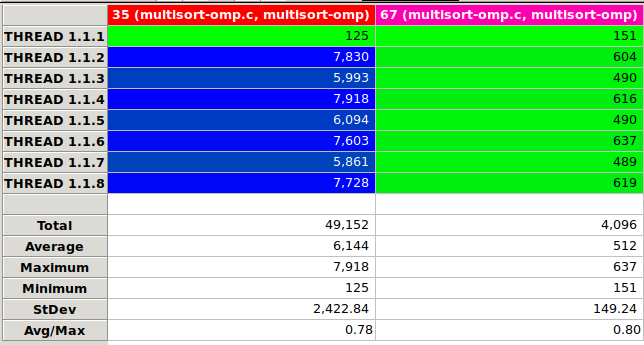 35 (multisort-omp.c, multisort-omp) 67 (multisort-omp.c, multisort-omp)
THREAD 1.1.1 125 151
THREAD 1.1.2 7,830 604
THREAD 1.1.3 5,993 490
THREAD 1.1.4 7,918 616
THREAD 1.1.5 6,094 490
THREAD 1.1.6 7,603 637
THREAD 1.1.7 5,861 489
THREAD 1.1.8 7,728 619
Total 49,152 4,096
Average 6,144 512
Maximum 7,918 637
Minimum 125 151
StDev 2,422.84 149.24
Avg/Max 0.78 0.80